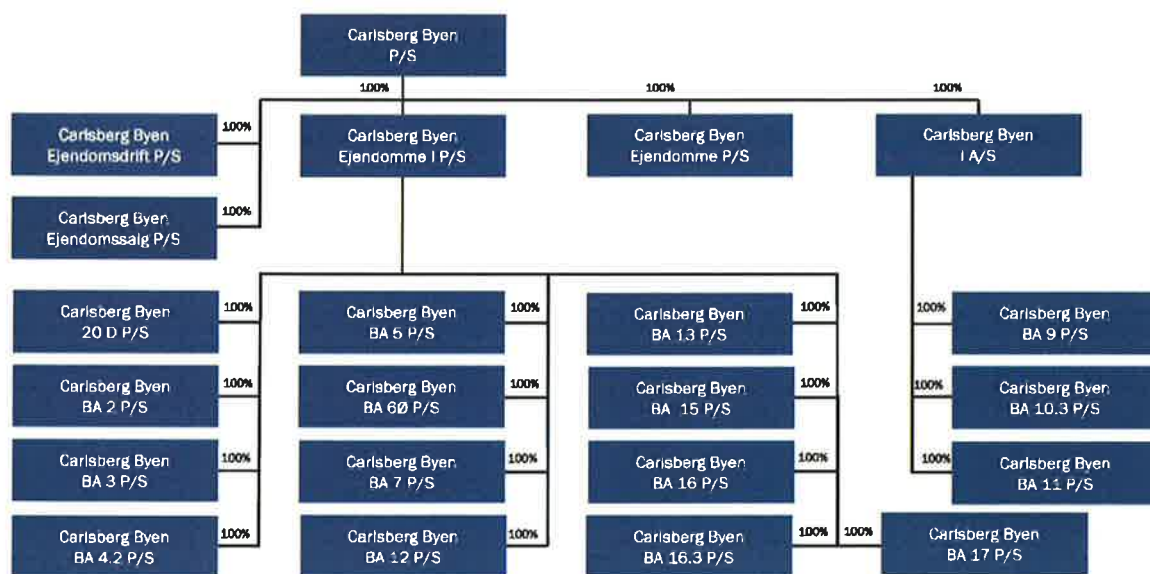 Carlsberg Byen
P/S
100%
100%
100%
Carlsberg Byen
Ejendomsdrift P/S
100%
Carlsberg Byen
Ejendomme I P/S
Carlsberg Byen
Ejendomme P/S
Carlsberg Byen
I A/S
Carlsberg Byen
Ejendomssalg P/S
100%
Carlsberg Byen
20 D P/S
100%
Carlsberg Byen
BA 5 P/S
100%
Carlsberg Byen
BA 13 P/S
100%
100%
Carlsberg Byen
BA 9 P/S
Carlsberg Byen
BA 2 P/S
100%
Carlsberg Byen
BA 6Ø P/S
100%
Carlsberg Byen
BA 15 P/S
100%
100%
Carlsberg Byen
BA 10.3 P/S
Carlsberg Byen
BA 3 P/S
100%
Carlsberg Byen
BA 7 P/S
100%
Carlsberg Byen
BA 16 P/S
100%
100%
Carlsberg Byen
BA 11 P/S
Carlsberg Byen
BA 4.2 P/S
100%
Carlsberg Byen
BA 12 P/S
100%
Carlsberg Byen
BA 16.3 P/S
100%
100%
Carlsberg Byen
BA 17 P/S